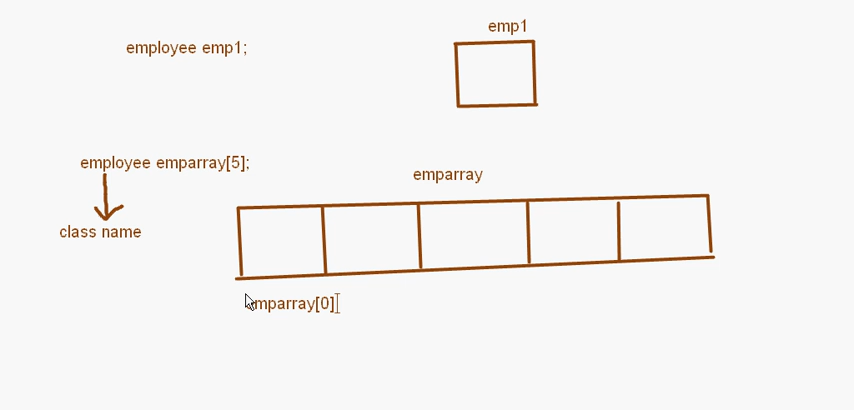 emp1
employee emp1;
employee emparray[5];
emparray
class name
emparray[0]